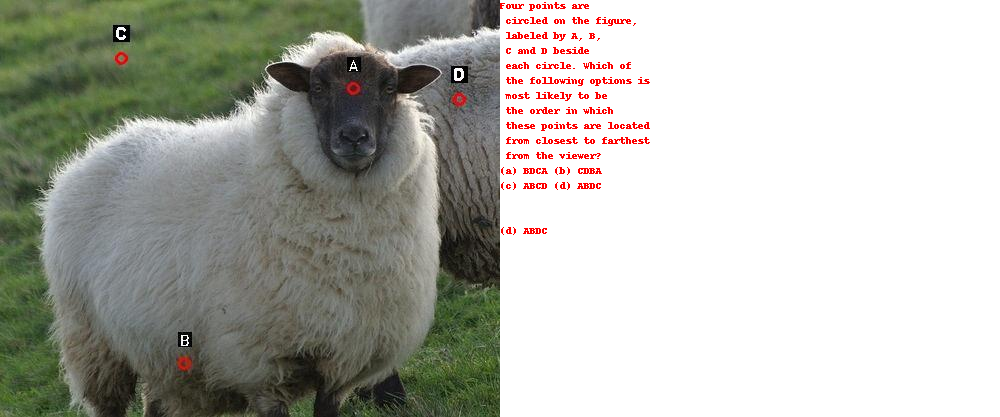 C
A
D
B
Four points are
circled on the figure,
labeled by A, B,
C and D beside
each circle. Which of
the following options is
most likely to be
the order in which
these points are located
from closest to farthest
from the viewer?
(a) BDCA (b) CDBA
(c) ABCD (d) ABDC
(d) ABDC